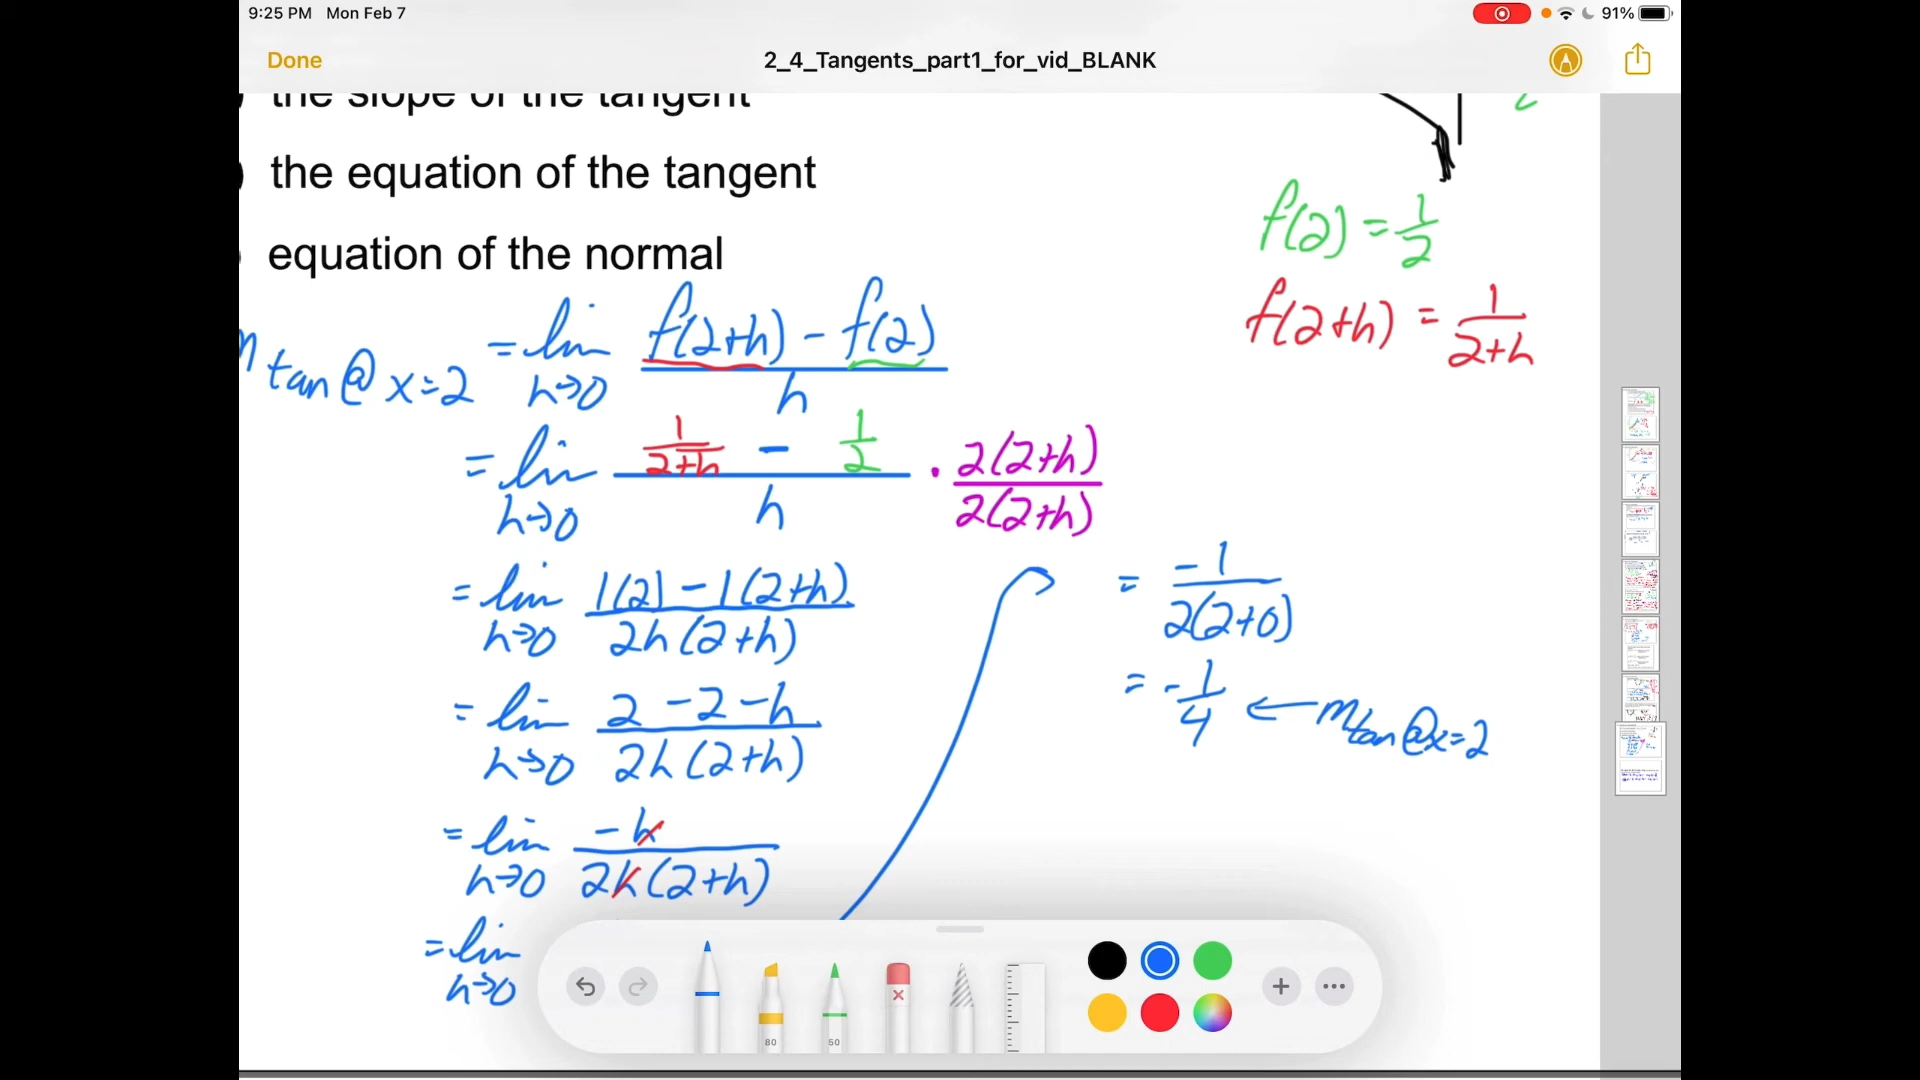 9:25 PM Mon Feb 7
91%
Done
2_4_Tangents_part1_for_vid_BLANK
the slope of the tangent
) the equation of the tangent
equation of the normal
f(2) = 1/2
f(2+h) = 1/(2+h)
m tan@x=2 = lim h→0 (f(2+h) - f(2))/h
= lim h→0 (1/(2+h) - 1/2)/h · 2(2+h)/2(2+h)
= lim h→0 (1(2) - 1(2+h))/(2h(2+h))
= lim h→0 (2 - 2 - h)/(2h(2+h))
= lim h→0 -h/(2h(2+h))
= lim h→0
= -1/(2(2+0))
= -1/4 ← m tan@x=2
80
50